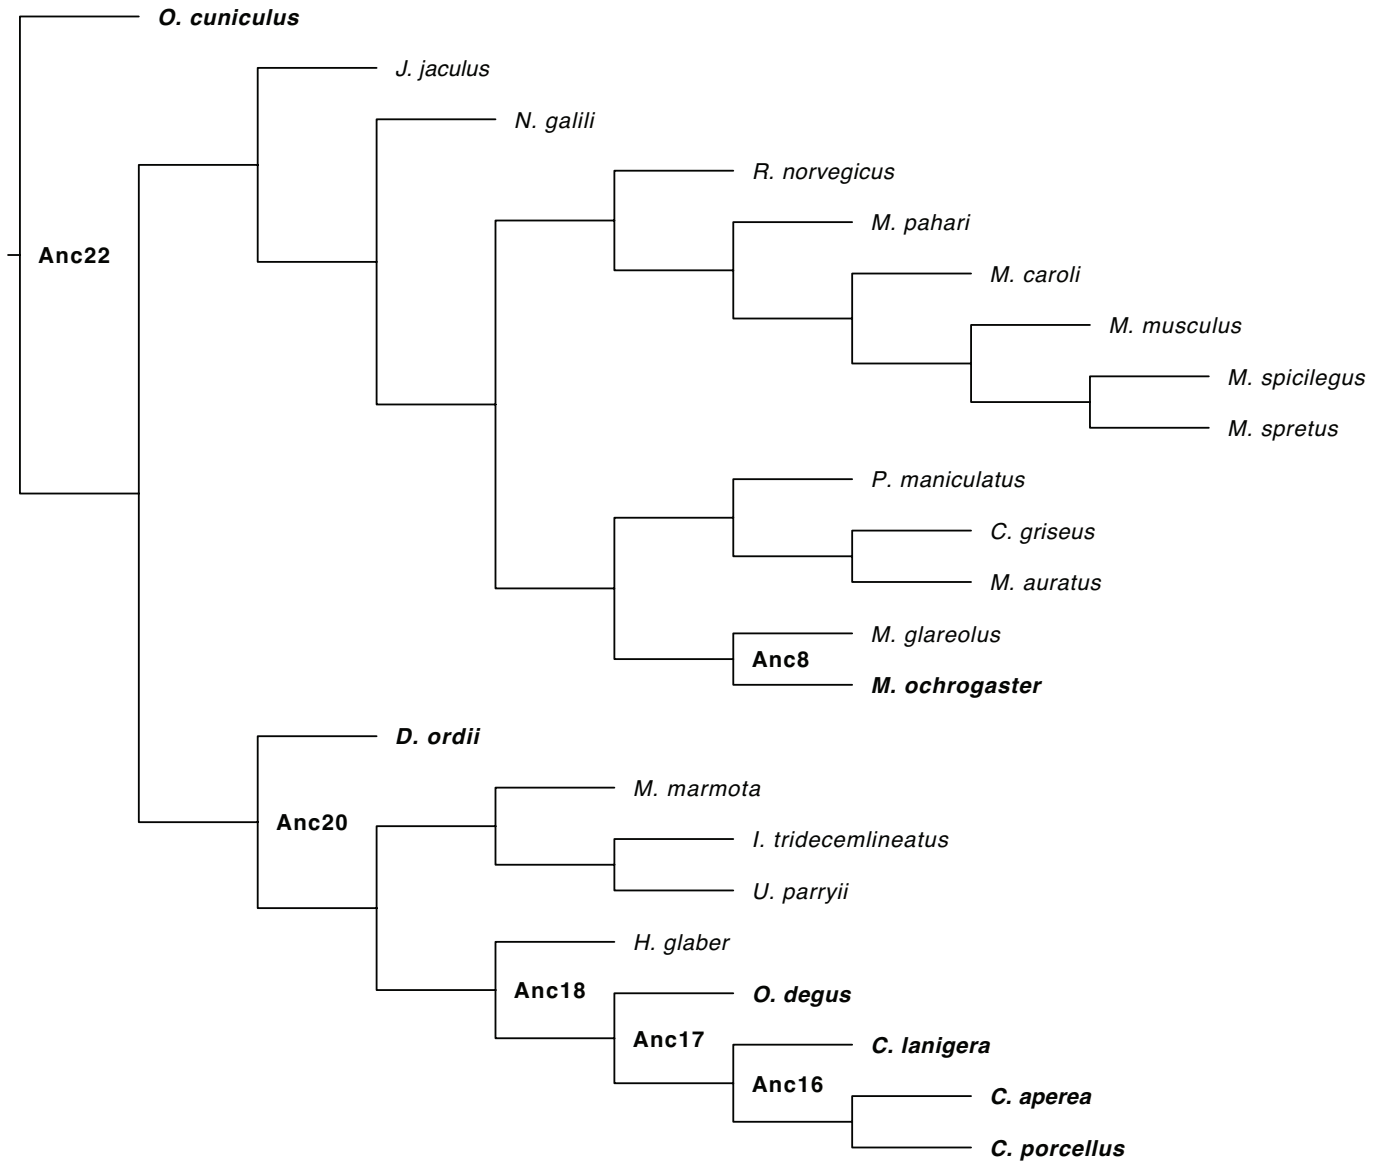 O. cuniculus
J. jaculus
N. galili
R. norvegicus
M. pahari
Anc22
M. caroli
M. musculus
M. spicilegus
M. spretus
P. maniculatus
C. griseus
M. auratus
M. glareolus
Anc8
M. ochrogaster
D. ordii
M. marmota
Anc20
I. tridecemlineatus
U. parryii
H. glaber
Anc18
O. degus
Anc17
C. lanigera
Anc16
C. aperea
C. porcellus